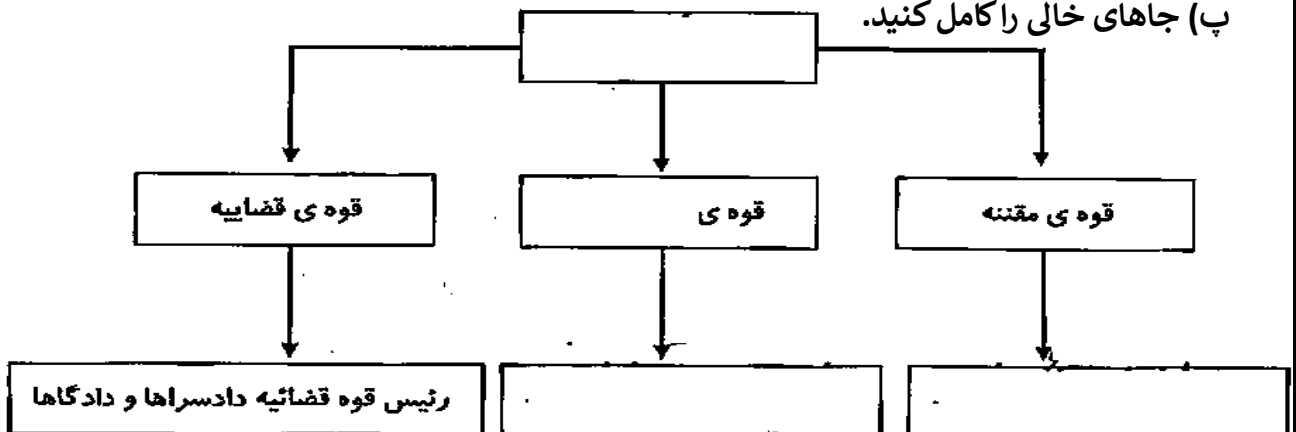 پ) جاهای خالی را کامل کنید.
قوه ی مقننه
قوه ی
قوه ی قضاییه
رئیس قوه قضائیه دادسراها و دادگاها